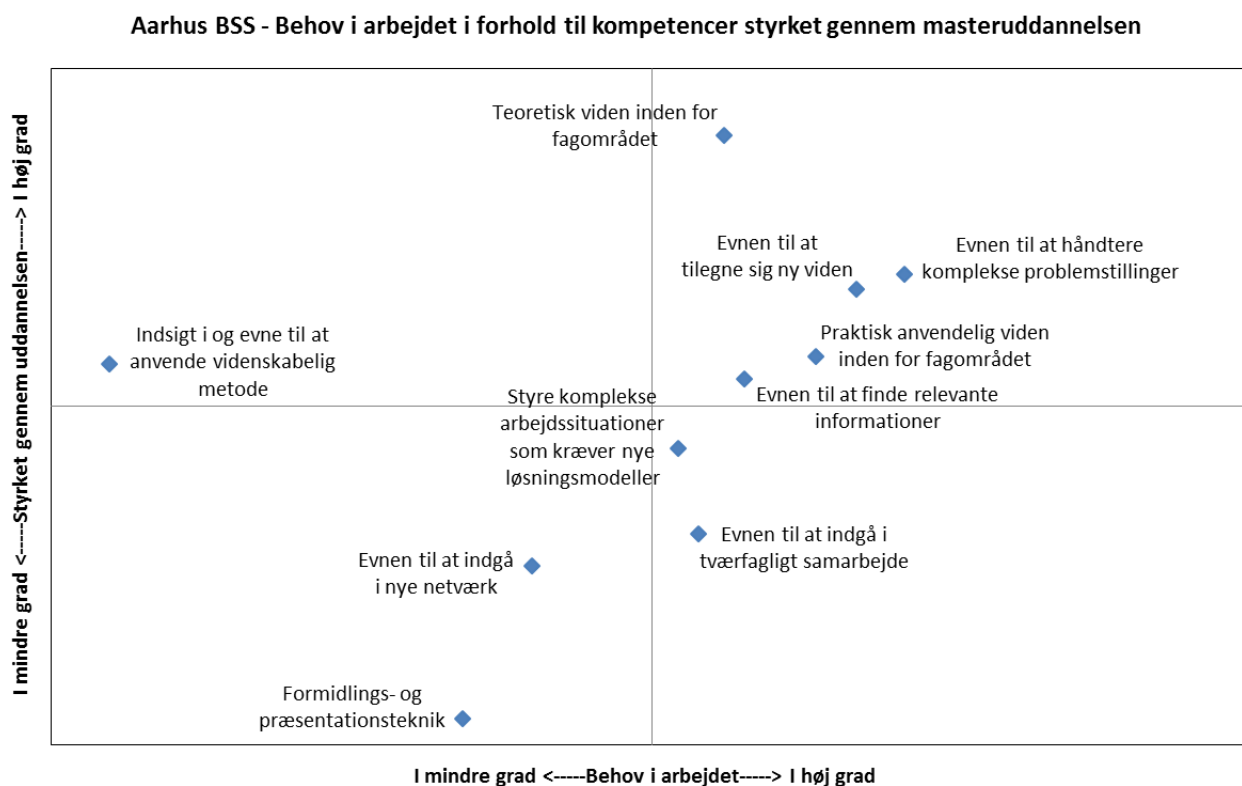 Aarhus BSS - Behov i arbejdet i forhold til kompetencer styrket gennem masteruddannelsen
I mindre grad <-----Styrket gennem uddannelsen-----> I høj grad
Teoretisk viden inden for
fagområdet
Evnen til at
tilegne sig ny viden
Evnen til at håndtere
komplekse problemstillinger
Indsigt i og evne til at
anvende videnskabelig
metode
Praktisk anvendelig viden
inden for fagområdet
Evnen til at finde relevante
informationer
Styre komplekse
arbejdssituationer
som kræver nye
løsningsmodeller
Evnen til at indgå i
tværfagligt samarbejde
Evnen til at indgå
i nye netværk
Formidlings- og
præsentationsteknik
I mindre grad <-----Behov i arbejdet-----> I høj grad